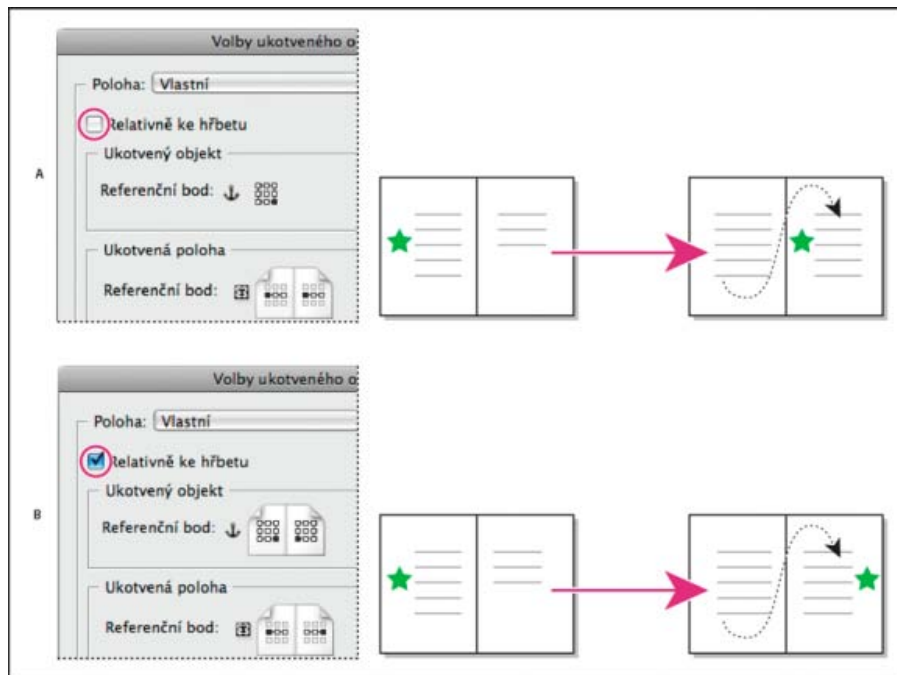 Volby ukotveného o
Poloha: Vlastní
Relativně ke hřbetu
Ukotvený objekt
A
Referenční bod:
Ukotvená poloha
Referenční bod:
Volby ukotveného o
Poloha: Vlastní
Relativně ke hřbetu
Ukotvený objekt
B
Referenční bod:
Ukotvená poloha
Referenční bod: